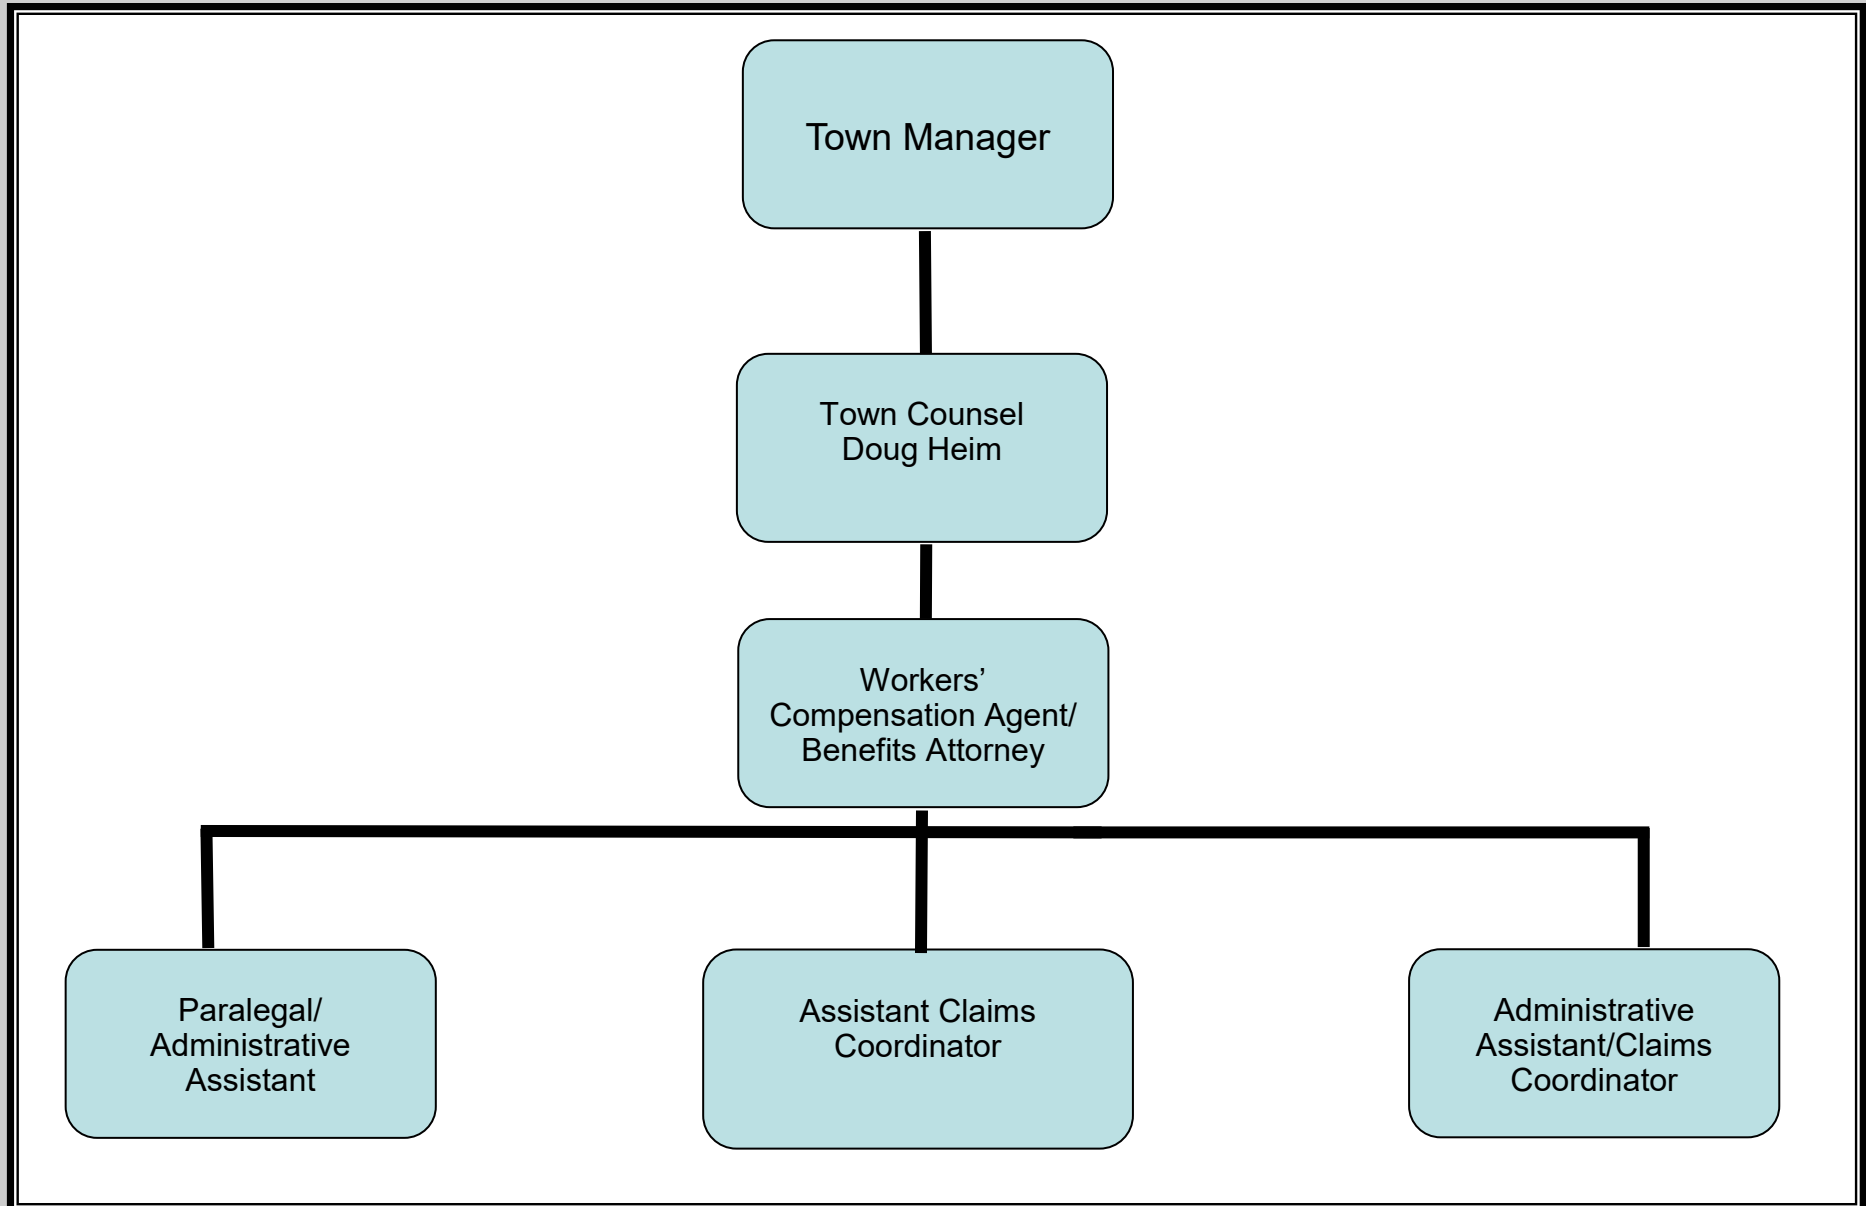 Town Manager
Town Counsel
Doug Heim
Workers’
Compensation Agent/
Benefits Attorney
Paralegal/
Administrative
Assistant
Assistant Claims
Coordinator
Administrative
Assistant/Claims
Coordinator